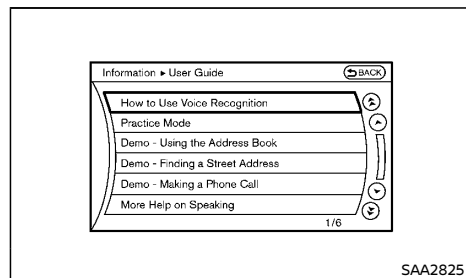 Information ▸ User Guide
BACK
How to Use Voice Recognition
Practice Mode
Demo - Using the Address Book
Demo - Finding a Street Address
Demo - Making a Phone Call
More Help on Speaking
1/6
SAA2825